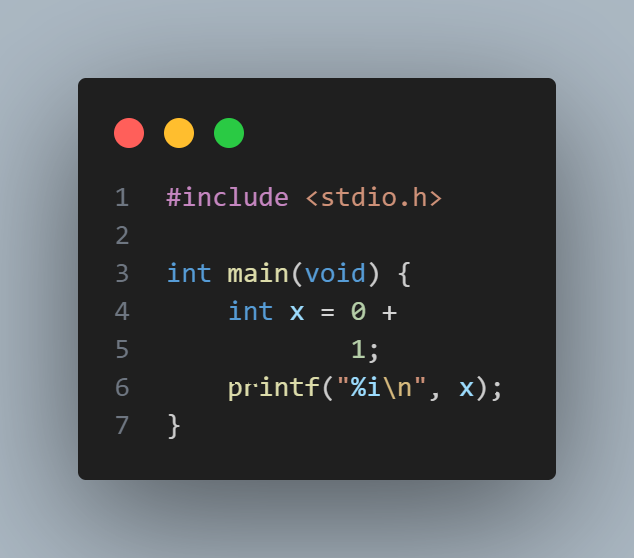 1 #include <stdio.h>
2
3 int main(void) {
4     int x = 0 +
5             1;
6     printf("%i\n", x);
7 }